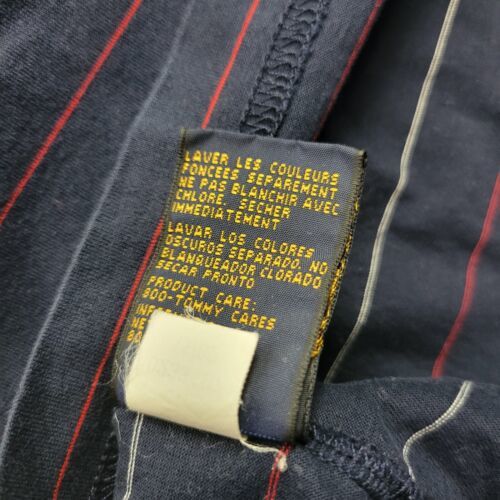 LAVER LES COULEURS
FONCEES SEPAREMENT
NE PAS BLANCHIR AVEC
CHLORE. SECHER
IMMEDIATEMENT
LAVAR LOS COLORES
OSCUROS SEPARADO. NO
BLANQUEADOR CLORADO
SECAR PRONTO
PRODUCT CARE:
800-TOMMY CARES